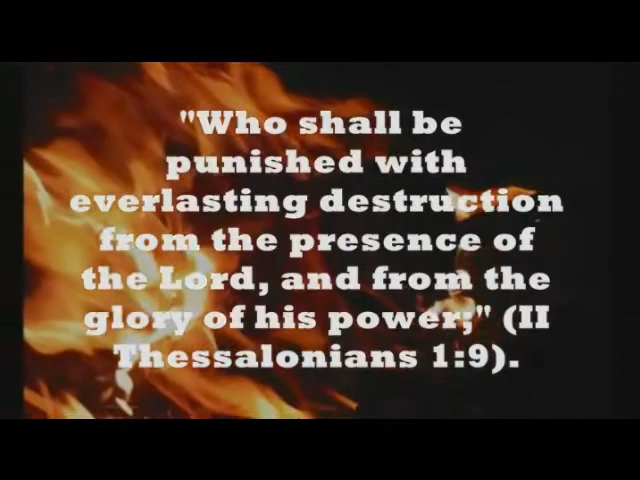 "Who shall be
punished with
everlasting destruction
from the presence of
the Lord, and from the
glory of his power;" (II
Thessalonians 1:9).